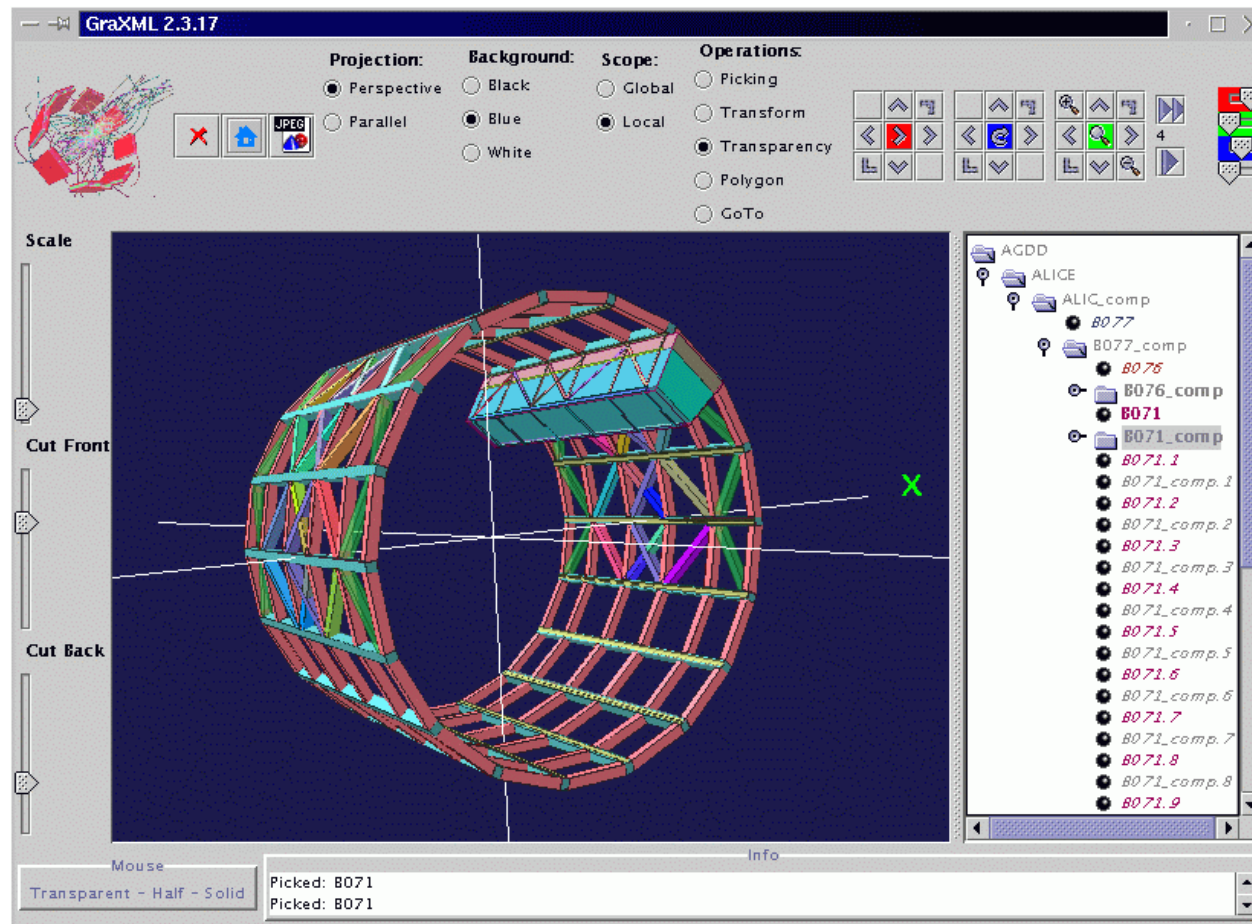 GraXML 2.3.17
Projection:
Perspective
Parallel
Background:
Black
Blue
White
Scope:
Global
Local
Operations:
Picking
Transform
Transparency
Polygon
GoTo
JPEG
4
Scale
Cut Front
Cut Back
X
AGDD
ALICE
ALIC_comp
B077
B077_comp
B076
B076_comp
B071
B071_comp
B071.1
B071_comp.1
B071.2
B071_comp.2
B071.3
B071_comp.3
B071.4
B071_comp.4
B071.5
B071_comp.5
B071.6
B071_comp.6
B071.7
B071_comp.7
B071.8
B071_comp.8
B071.9
Mouse
Transparent - Half - Solid
Info
Picked: B071
Picked: B071